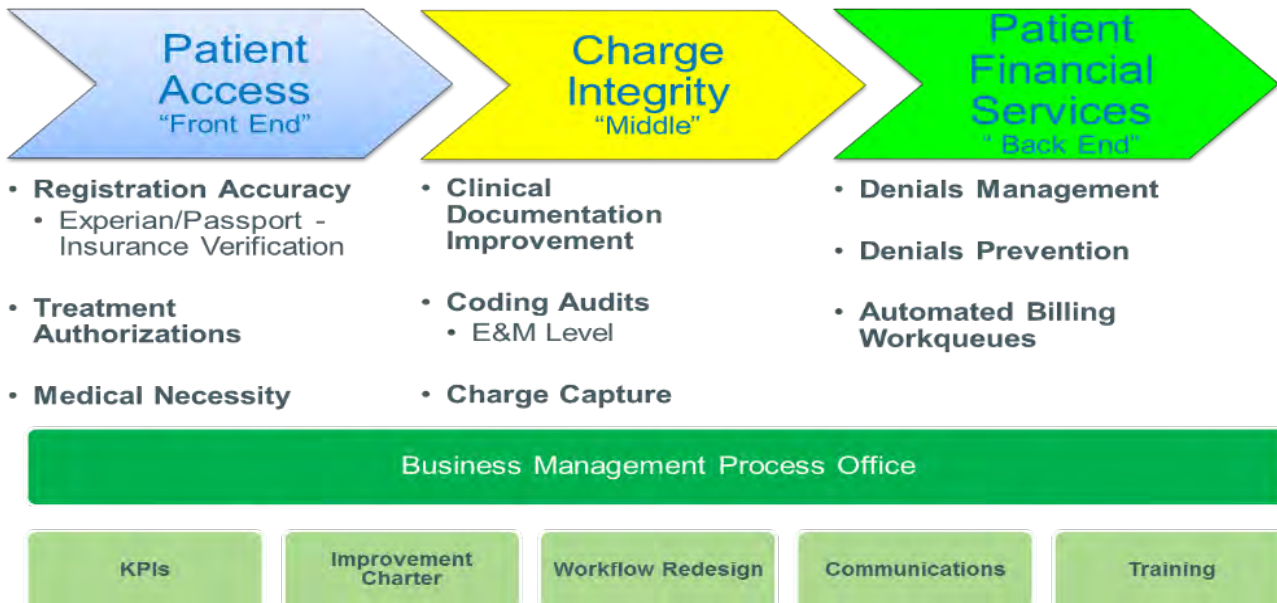 Patient
Access
“Front End”
Charge
Integrity
“Middle”
Patient
Financial
Services
“ Back End”
• Registration Accuracy
• Experian/Passport -
Insurance Verification
• Treatment
Authorizations
• Medical Necessity
• Clinical
Documentation
Improvement
• Coding Audits
• E&M Level
• Charge Capture
• Denials Management
• Denials Prevention
• Automated Billing
Workqueues
Business Management Process Office
KPIs
Improvement
Charter
Workflow Redesign
Communications
Training